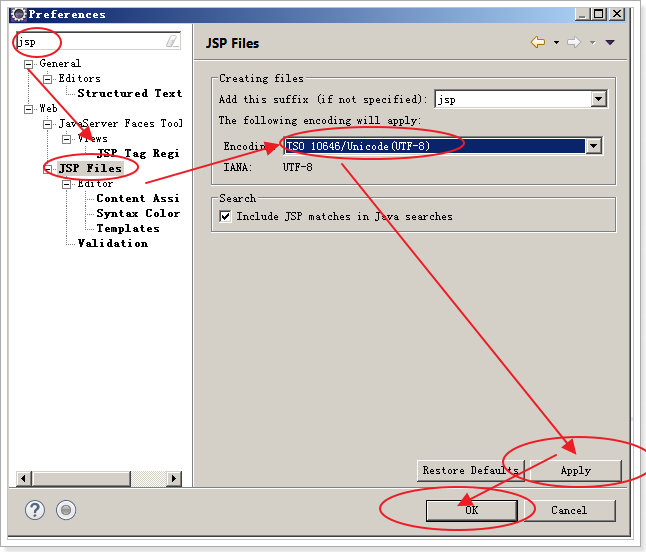 Preferences
jsp
General
Editors
Structured Text
Web
JavaServer Faces Tool
Views
JSP Tag Regi
JSP Files
Editor
Content Assi
Syntax Color
Templates
Validation
JSP Files
Creating files
Add this suffix (if not specified): jsp
The following encoding will apply:
Encoding: ISO 10646/Unicode(UTF-8)
IANA: UTF-8
Search
Include JSP matches in Java searches
Restore Defaults
Apply
?
OK
Cancel